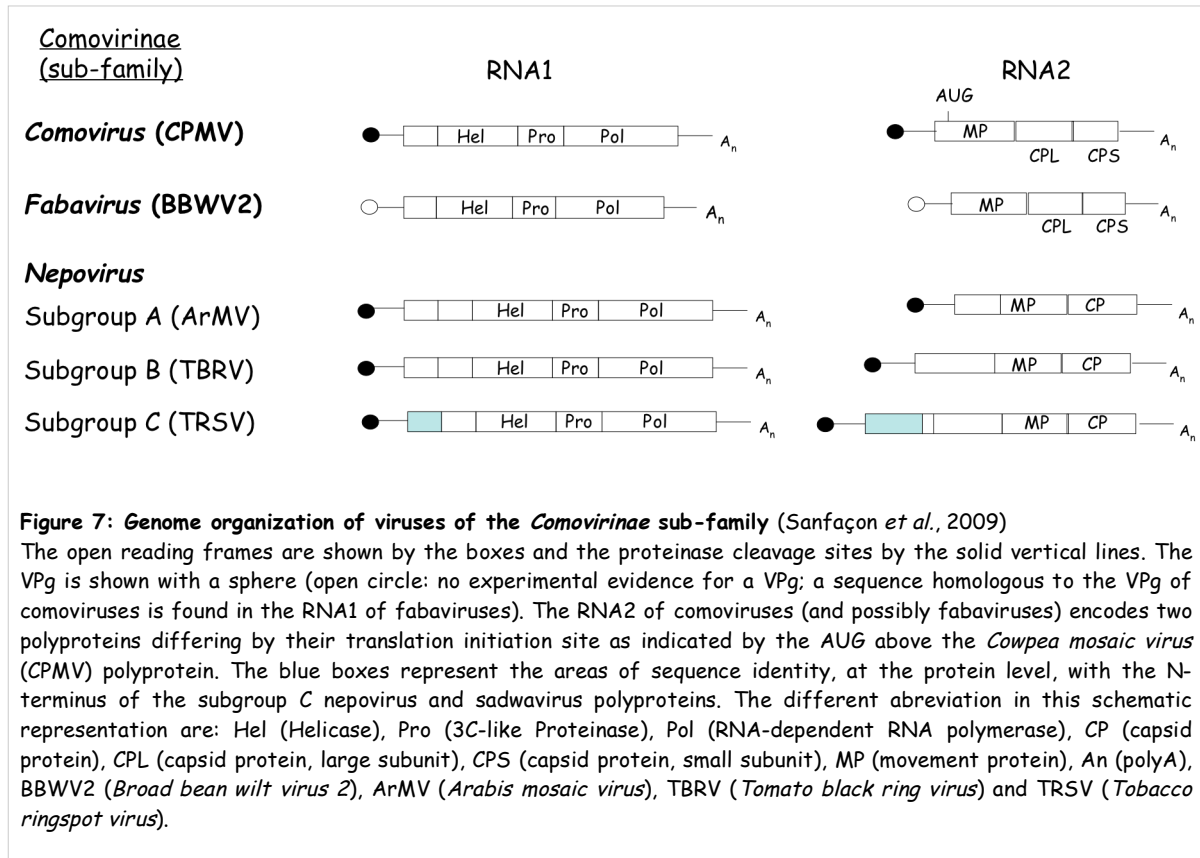 Comovirinae
(sub-family)
RNA1
RNA2
AUG
Comovirus (CPMV)
Hel Pro Pol An
MP An
CPL CPS
Fabavirus (BBWV2)
Hel Pro Pol An
MP An
CPL CPS
Nepovirus
Subgroup A (ArMV)
Hel Pro Pol An
MP CP An
Subgroup B (TBRV)
Hel Pro Pol An
MP CP An
Subgroup C (TRSV)
Hel Pro Pol An
MP CP An
Figure 7: Genome organization of viruses of the Comovirinae sub-family (Sanfaçon et al., 2009)
The open reading frames are shown by the boxes and the proteinase cleavage sites by the solid vertical lines. The
VPg is shown with a sphere (open circle: no experimental evidence for a VPg; a sequence homologous to the VPg of
comoviruses is found in the RNA1 of fabaviruses). The RNA2 of comoviruses (and possibly fabaviruses) encodes two
polyproteins differing by their translation initiation site as indicated by the AUG above the Cowpea mosaic virus
(CPMV) polyprotein. The blue boxes represent the areas of sequence identity, at the protein level, with the N-
terminus of the subgroup C nepovirus and sadwavirus polyproteins. The different abreviation in this schematic
representation are: Hel (Helicase), Pro (3C-like Proteinase), Pol (RNA-dependent RNA polymerase), CP (capsid
protein), CPL (capsid protein, large subunit), CPS (capsid protein, small subunit), MP (movement protein), An (polyA),
BBWV2 (Broad bean wilt virus 2), ArMV (Arabis mosaic virus), TBRV (Tomato black ring virus) and TRSV (Tobacco
ringspot virus).